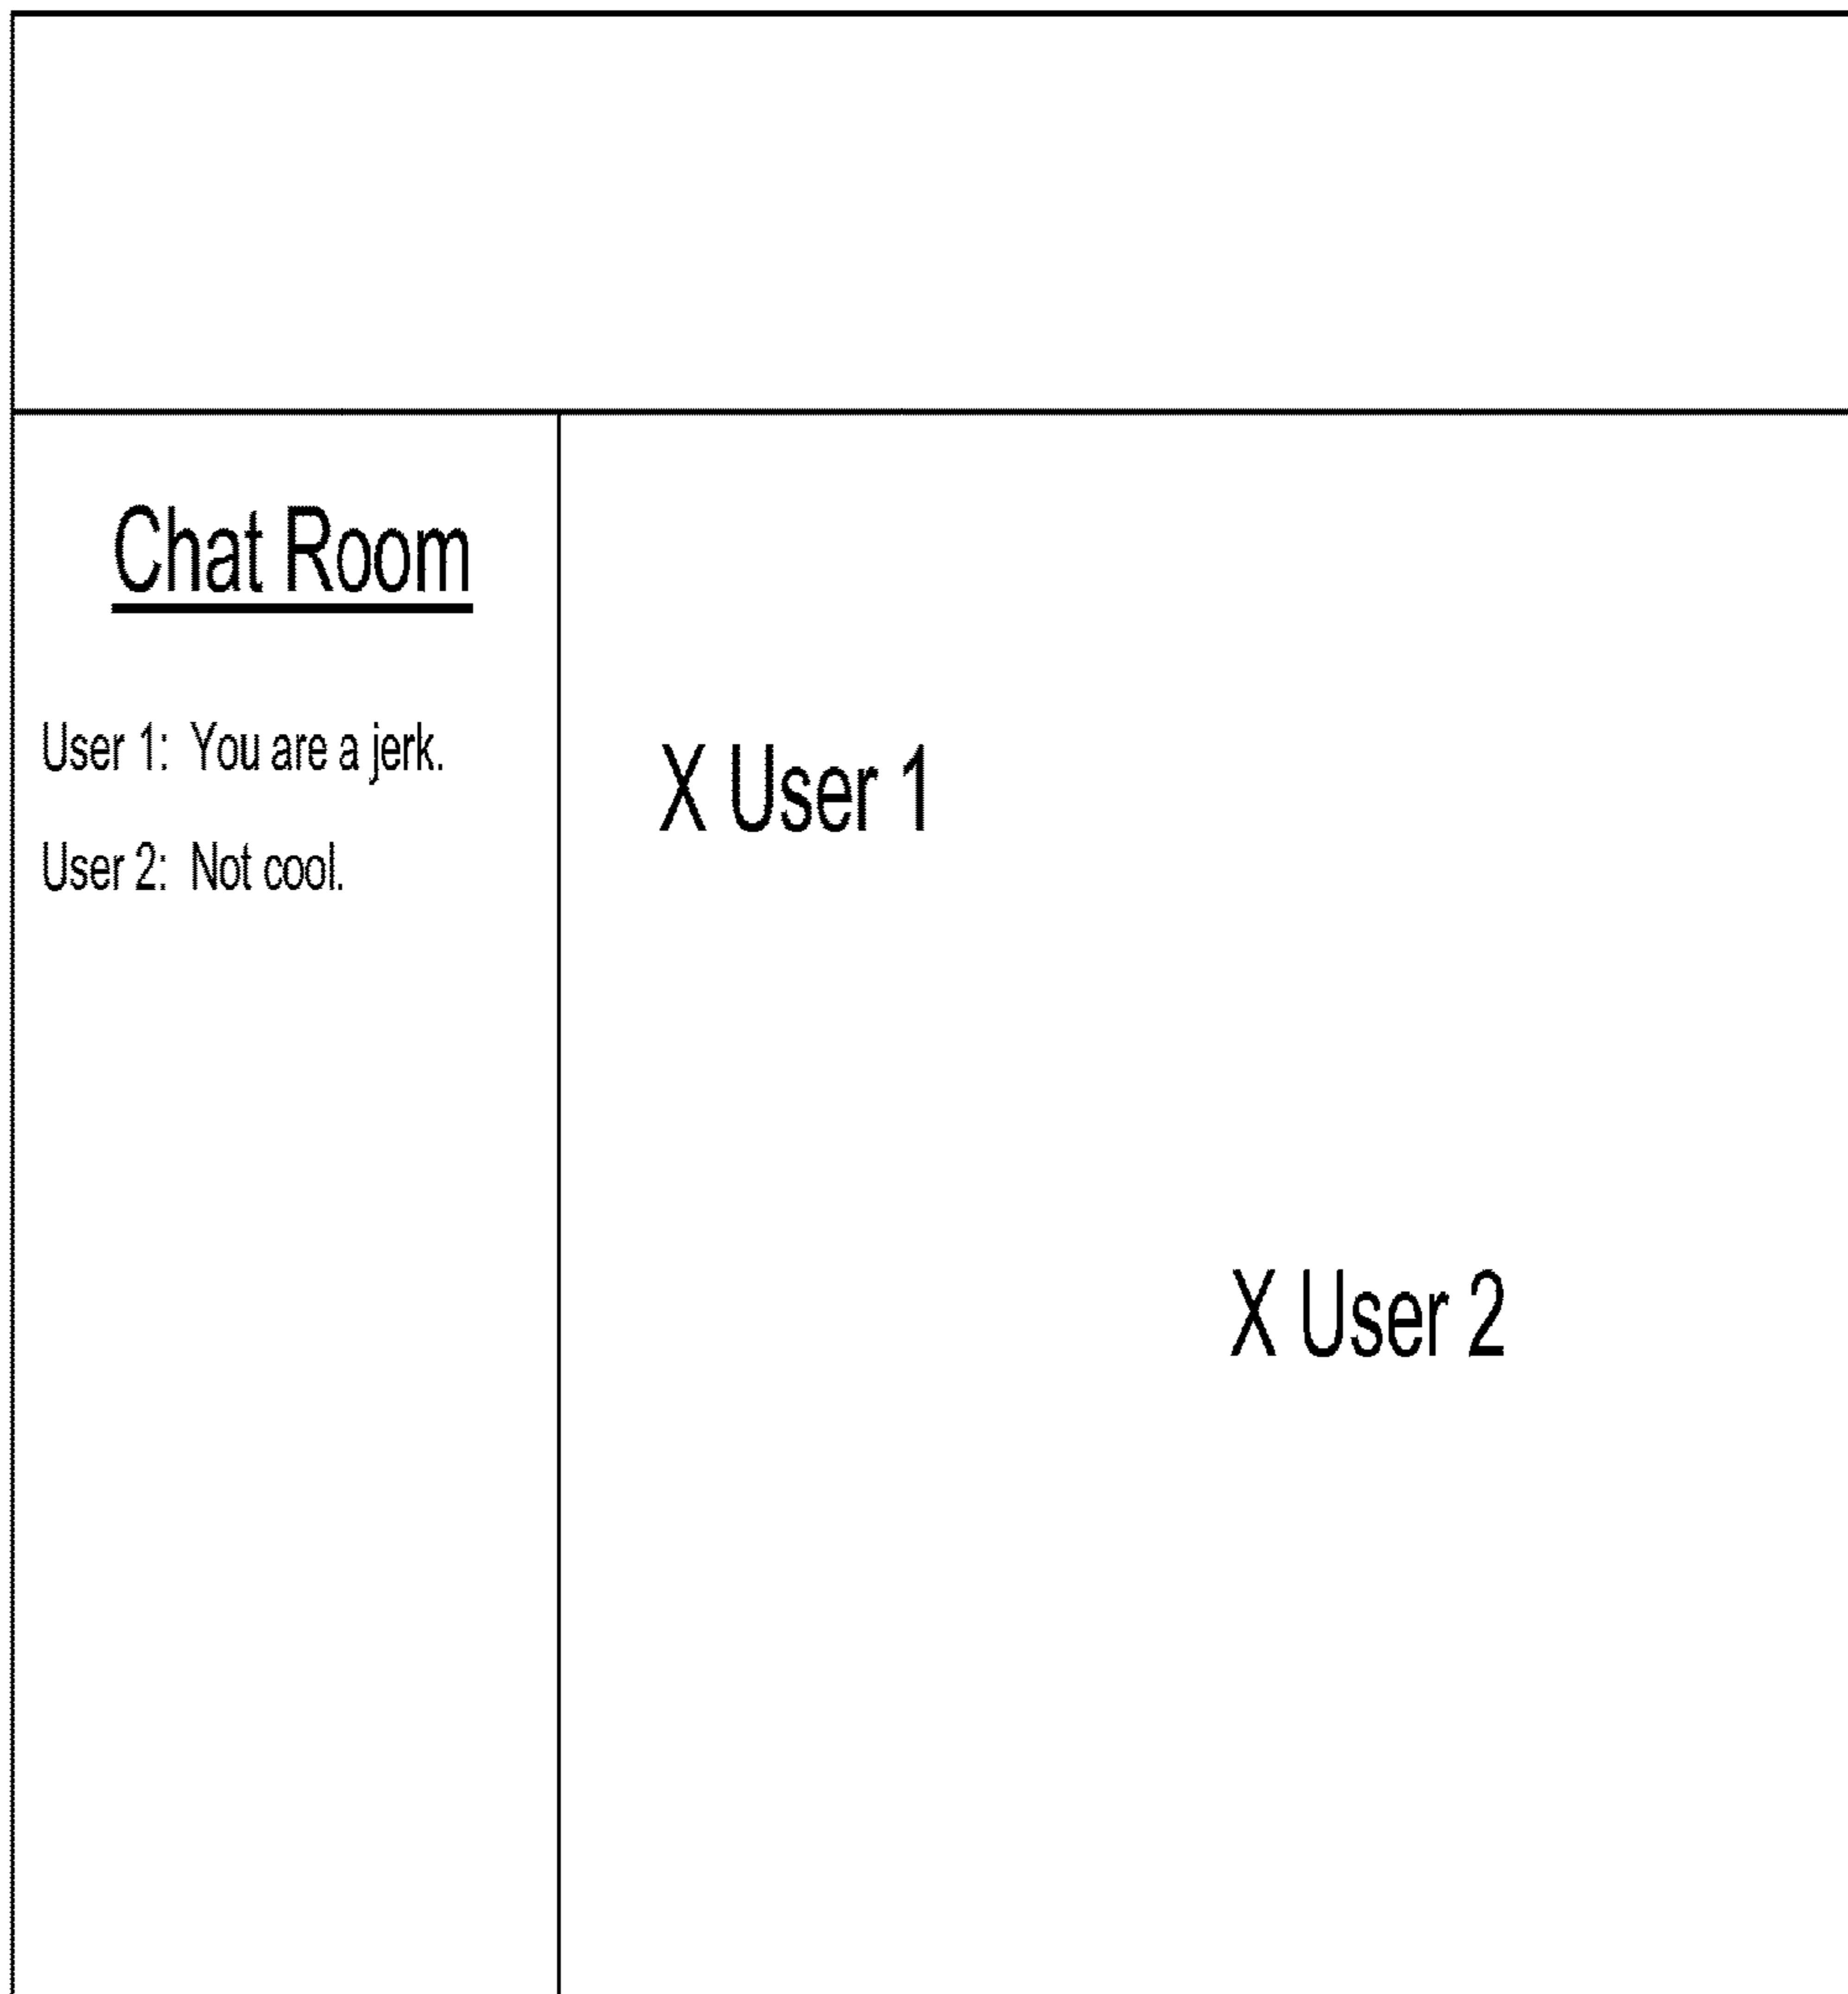 Chat Room
User 1: You are a jerk.
User 2: Not cool.
X User 1
X User 2